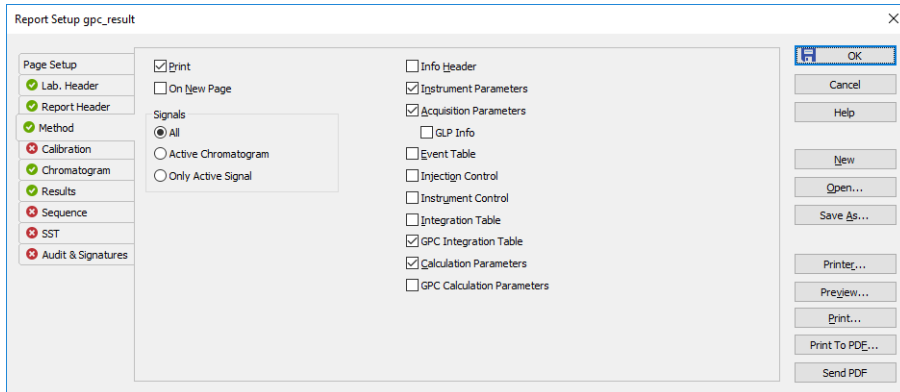 Report Setup gpc_result
Page Setup
Lab. Header
Report Header
Method
Calibration
Chromatogram
Results
Sequence
SST
Audit & Signatures
Print
On New Page
Signals
All
Active Chromatogram
Only Active Signal
Info Header
Instrument Parameters
Acquisition Parameters
GLP Info
Event Table
Injection Control
Instrument Control
Integration Table
GPC Integration Table
Calculation Parameters
GPC Calculation Parameters
OK
Cancel
Help
New
Open...
Save As...
Printer...
Preview...
Print...
Print To PDF...
Send PDF